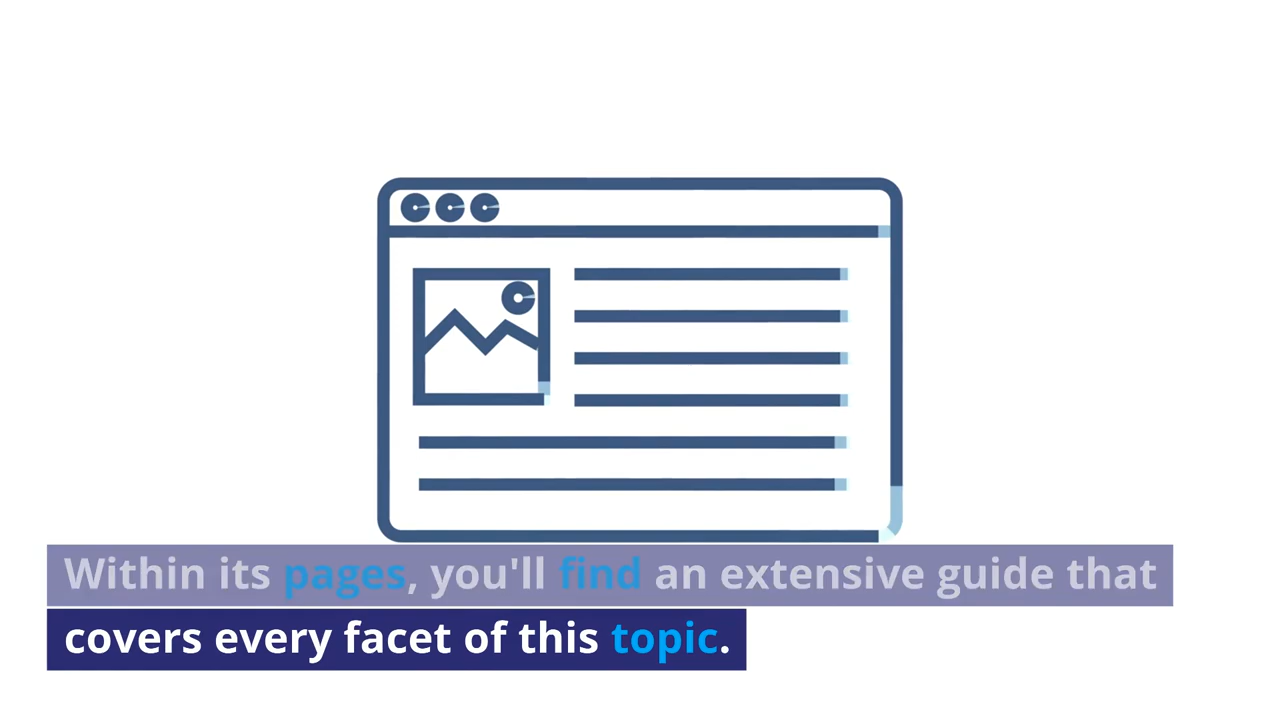 Within its pages, you'll find an extensive guide that
covers every facet of this topic.